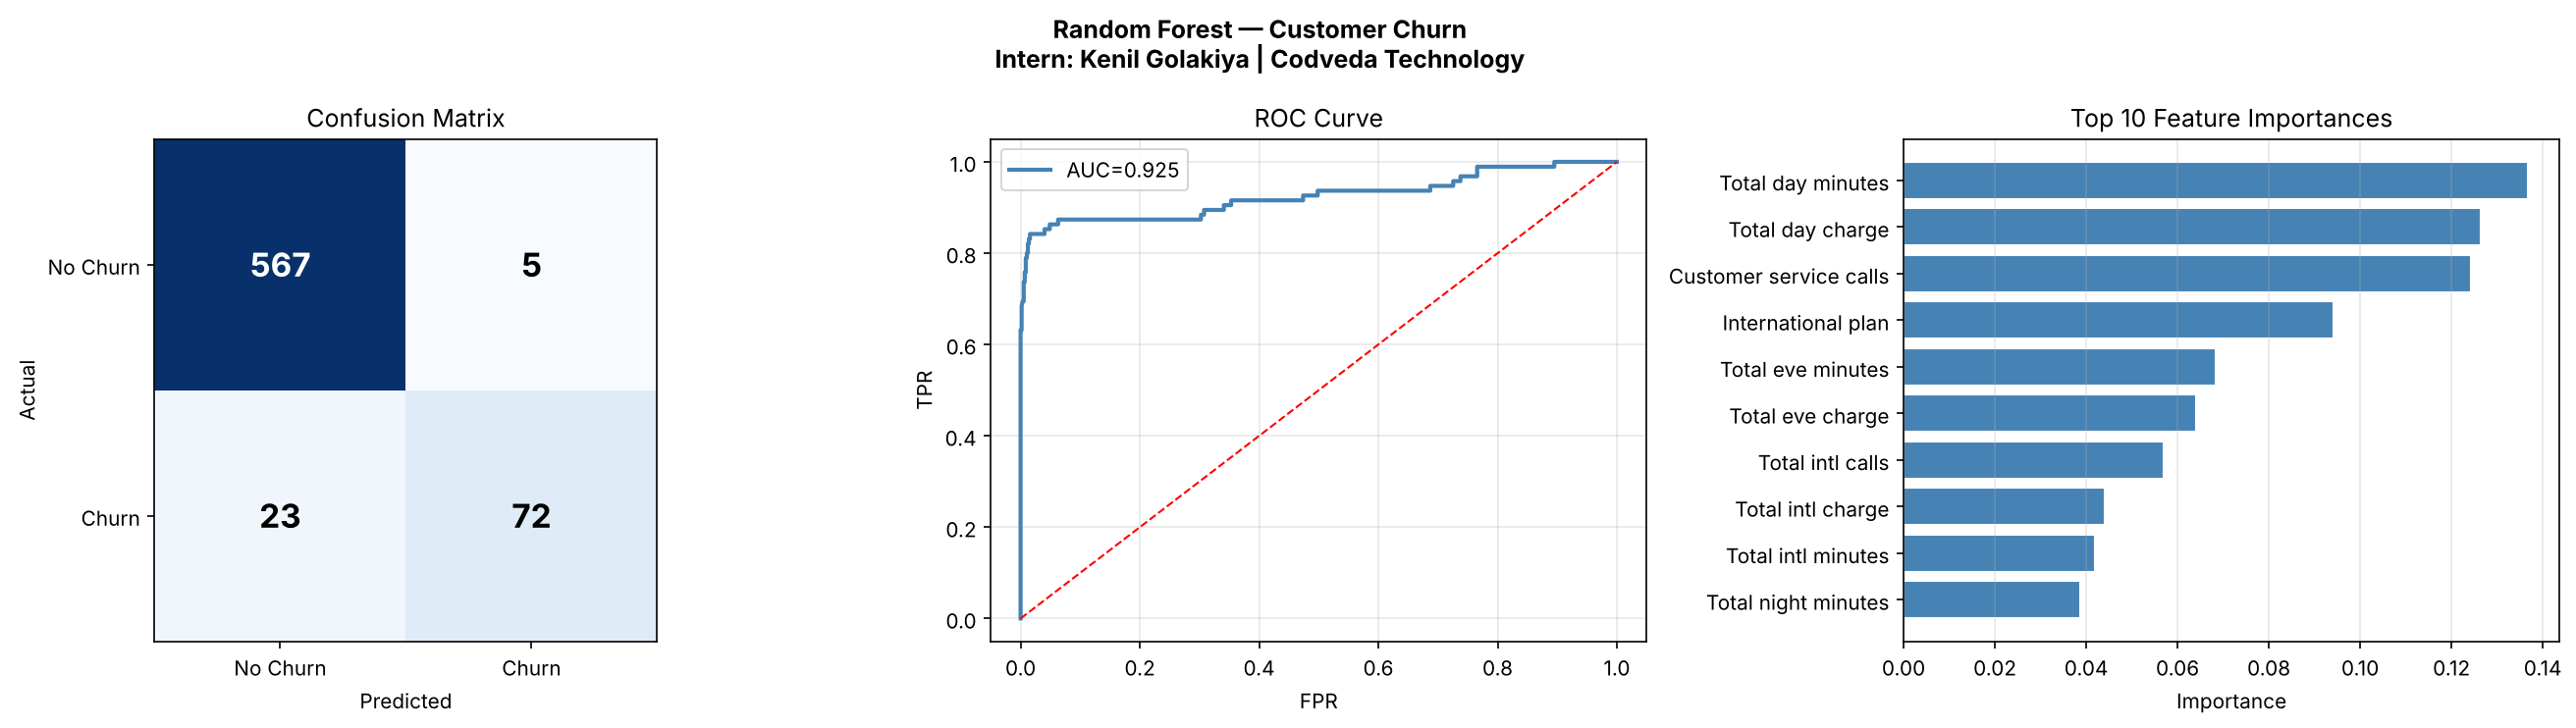 Random Forest — Customer Churn
Intern: Kenil Golakiya | Codveda Technology
Confusion Matrix
Actual
No Churn
Churn
567
5
23
72
No Churn
Churn
Predicted
ROC Curve
AUC=0.925
TPR
1.0
0.8
0.6
0.4
0.2
0.0
0.0
0.2
0.4
0.6
0.8
1.0
FPR
Top 10 Feature Importances
Total day minutes
Total day charge
Customer service calls
International plan
Total eve minutes
Total eve charge
Total intl calls
Total intl charge
Total intl minutes
Total night minutes
0.00
0.02
0.04
0.06
0.08
0.10
0.12
0.14
Importance